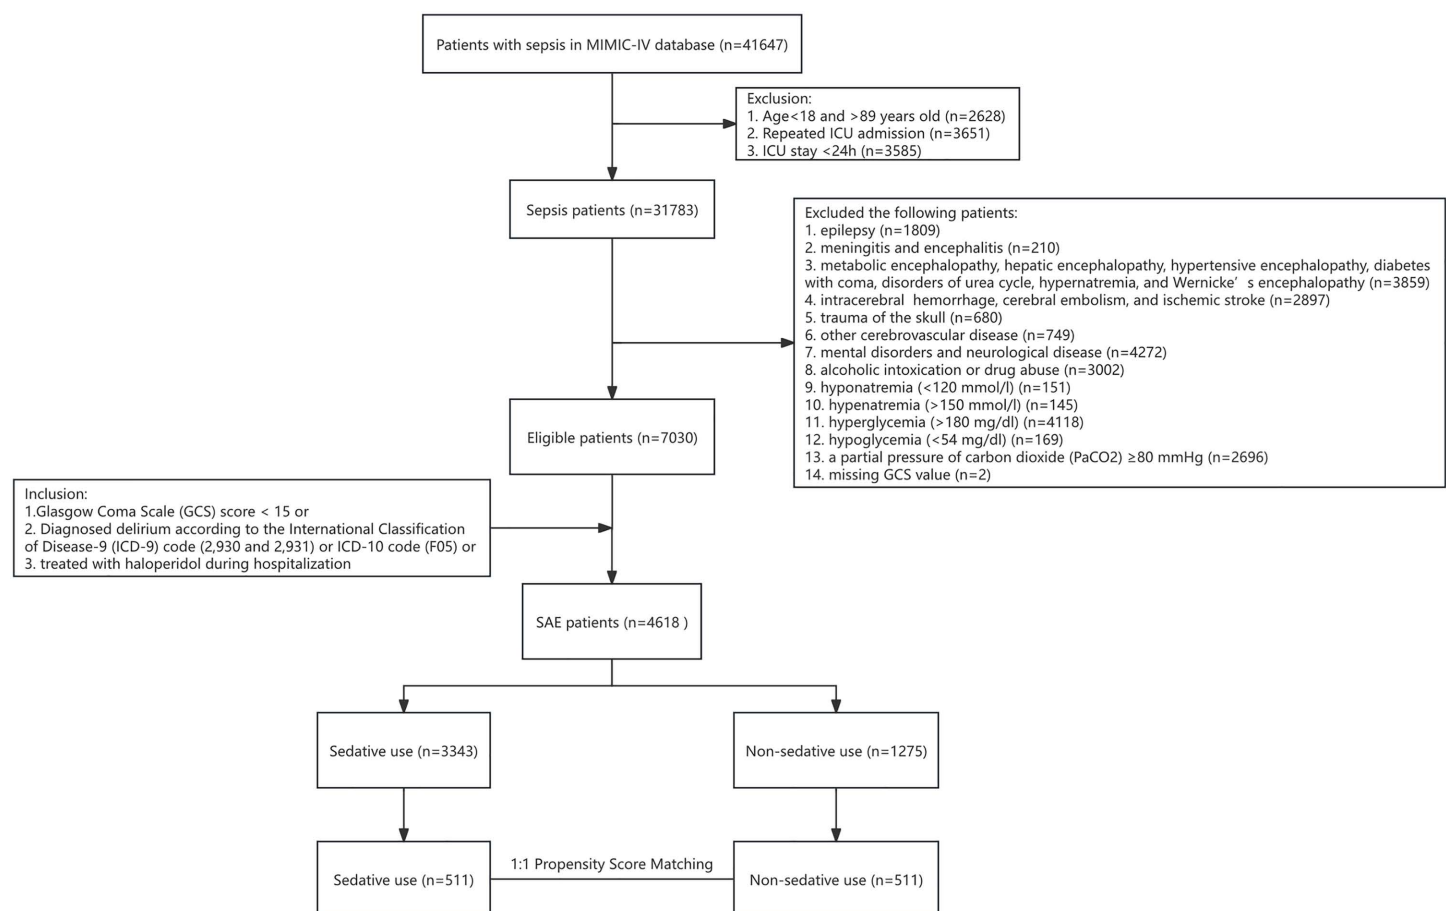 Patients with sepsis in MIMIC-IV database (n=41647)
Exclusion:
1. Age<18 and >89 years old (n=2628)
2. Repeated ICU admission (n=3651)
3. ICU stay <24h (n=3585)
Sepsis patients (n=31783)
Excluded the following patients:
1. epilepsy (n=1809)
2. meningitis and encephalitis (n=210)
3. metabolic encephalopathy, hepatic encephalopathy, hypertensive encephalopathy, diabetes
with coma, disorders of urea cycle, hypernatremia, and Wernicke’ s encephalopathy (n=3859)
4. intracerebral hemorrhage, cerebral embolism, and ischemic stroke (n=2897)
5. trauma of the skull (n=680)
6. other cerebrovascular disease (n=749)
7. mental disorders and neurological disease (n=4272)
8. alcoholic intoxication or drug abuse (n=3002)
9. hyponatremia (<120 mmol/l) (n=151)
10. hypenatremia (>150 mmol/l) (n=145)
11. hyperglycemia (>180 mg/dl) (n=4118)
12. hypoglycemia (<54 mg/dl) (n=169)
13. a partial pressure of carbon dioxide (PaCO2) ≥80 mmHg (n=2696)
14. missing GCS value (n=2)
Eligible patients (n=7030)
Inclusion:
1.Glasgow Coma Scale (GCS) score < 15 or
2. Diagnosed delirium according to the International Classification
of Disease-9 (ICD-9) code (2,930 and 2,931) or ICD-10 code (F05) or
3. treated with haloperidol during hospitalization
SAE patients (n=4618 )
Sedative use (n=3343)
Non-sedative use (n=1275)
1:1 Propensity Score Matching
Sedative use (n=511)
Non-sedative use (n=511)